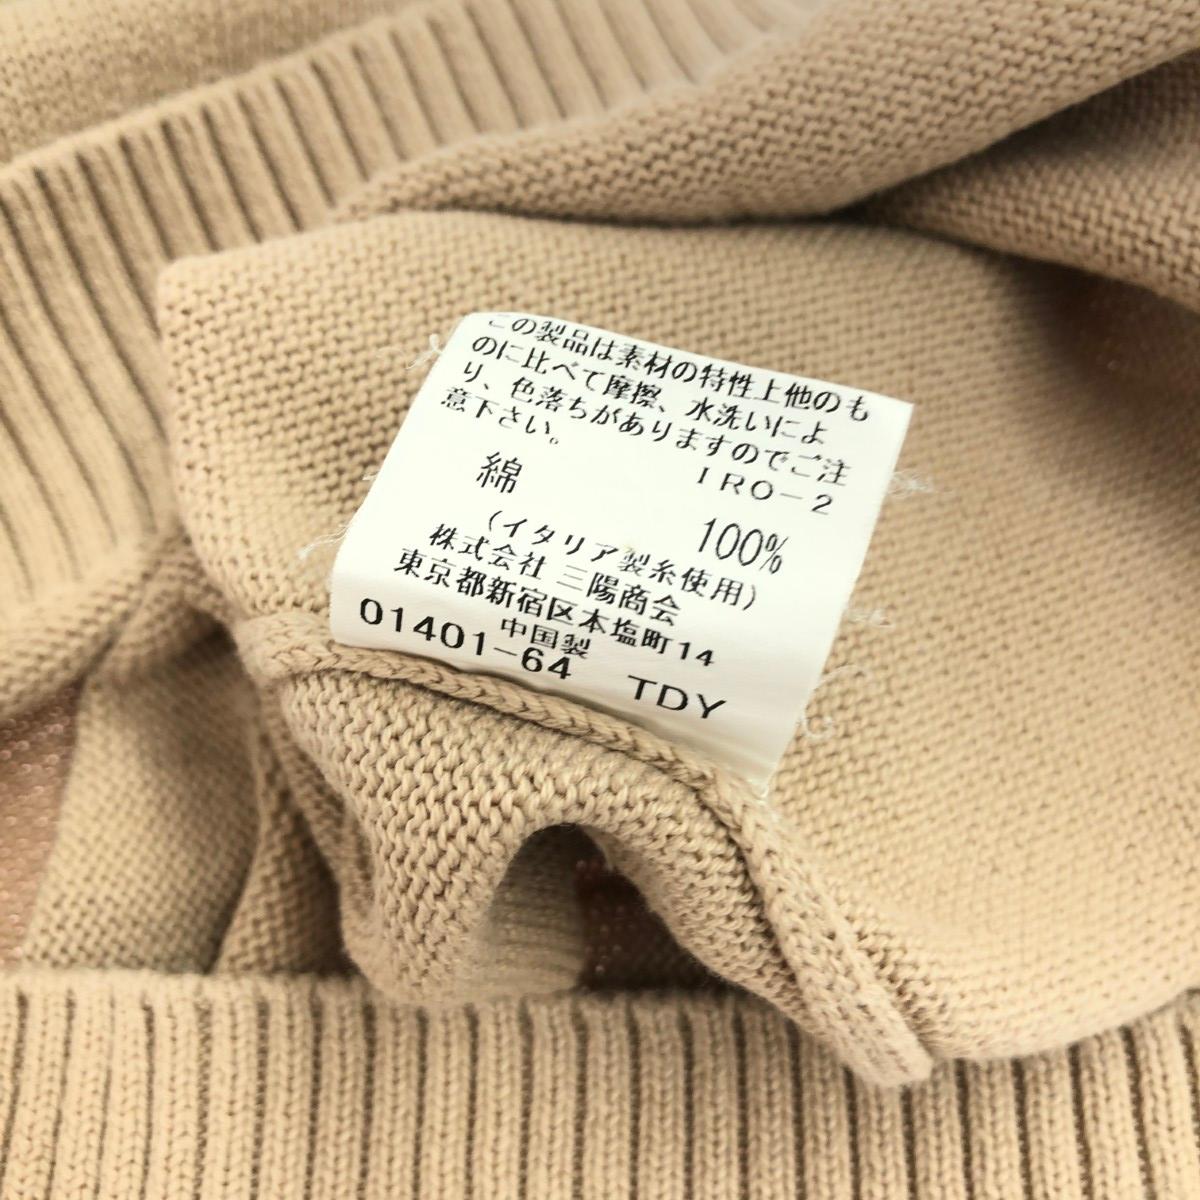 この製品は素材の特性上他のも
のに比べて摩擦、水洗いによ
り、色落ちがありますのでご注
意下さい。
IRO-2
綿 100%
(イタリア製糸使用)
株式会社 三陽商会
東京都新宿区本塩町14
中国製
01401-64 TDY